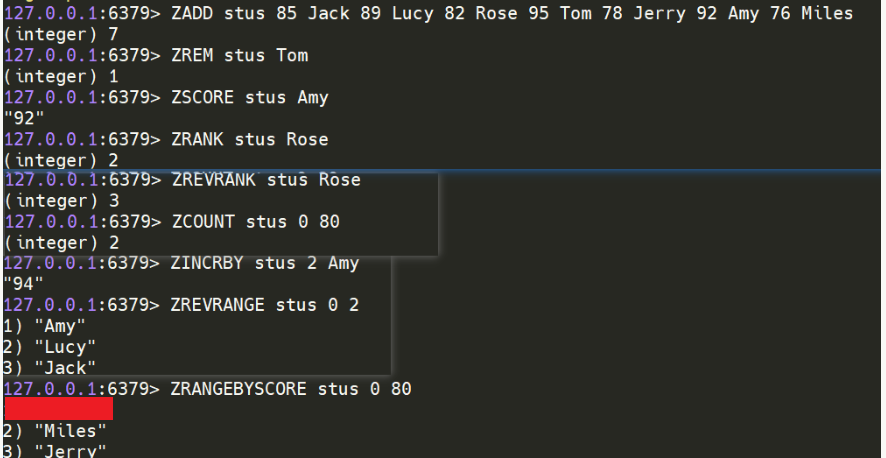 127.0.0.1:6379> ZADD stus 85 Jack 89 Lucy 82 Rose 95 Tom 78 Jerry 92 Amy 76 Miles
(integer) 7
127.0.0.1:6379> ZREM stus Tom
(integer) 1
127.0.0.1:6379> ZSCORE stus Amy
"92"
127.0.0.1:6379> ZRANK stus Rose
(integer) 2
127.0.0.1:6379> ZREVRANK stus Rose
(integer) 3
127.0.0.1:6379> ZCOUNT stus 0 80
(integer) 2
127.0.0.1:6379> ZINCRBY stus 2 Amy
"94"
127.0.0.1:6379> ZREVRANGE stus 0 2
1) "Amy"
2) "Lucy"
3) "Jack"
127.0.0.1:6379> ZRANGEBYSCORE stus 0 80
2) "Miles"
3) "Jerry"